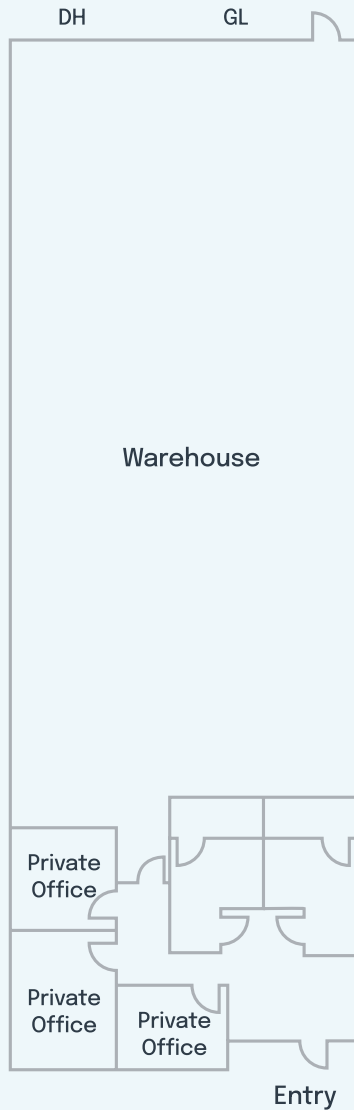 DH
GL
Warehouse
Private
Office
Private
Office
Private
Office
Entry